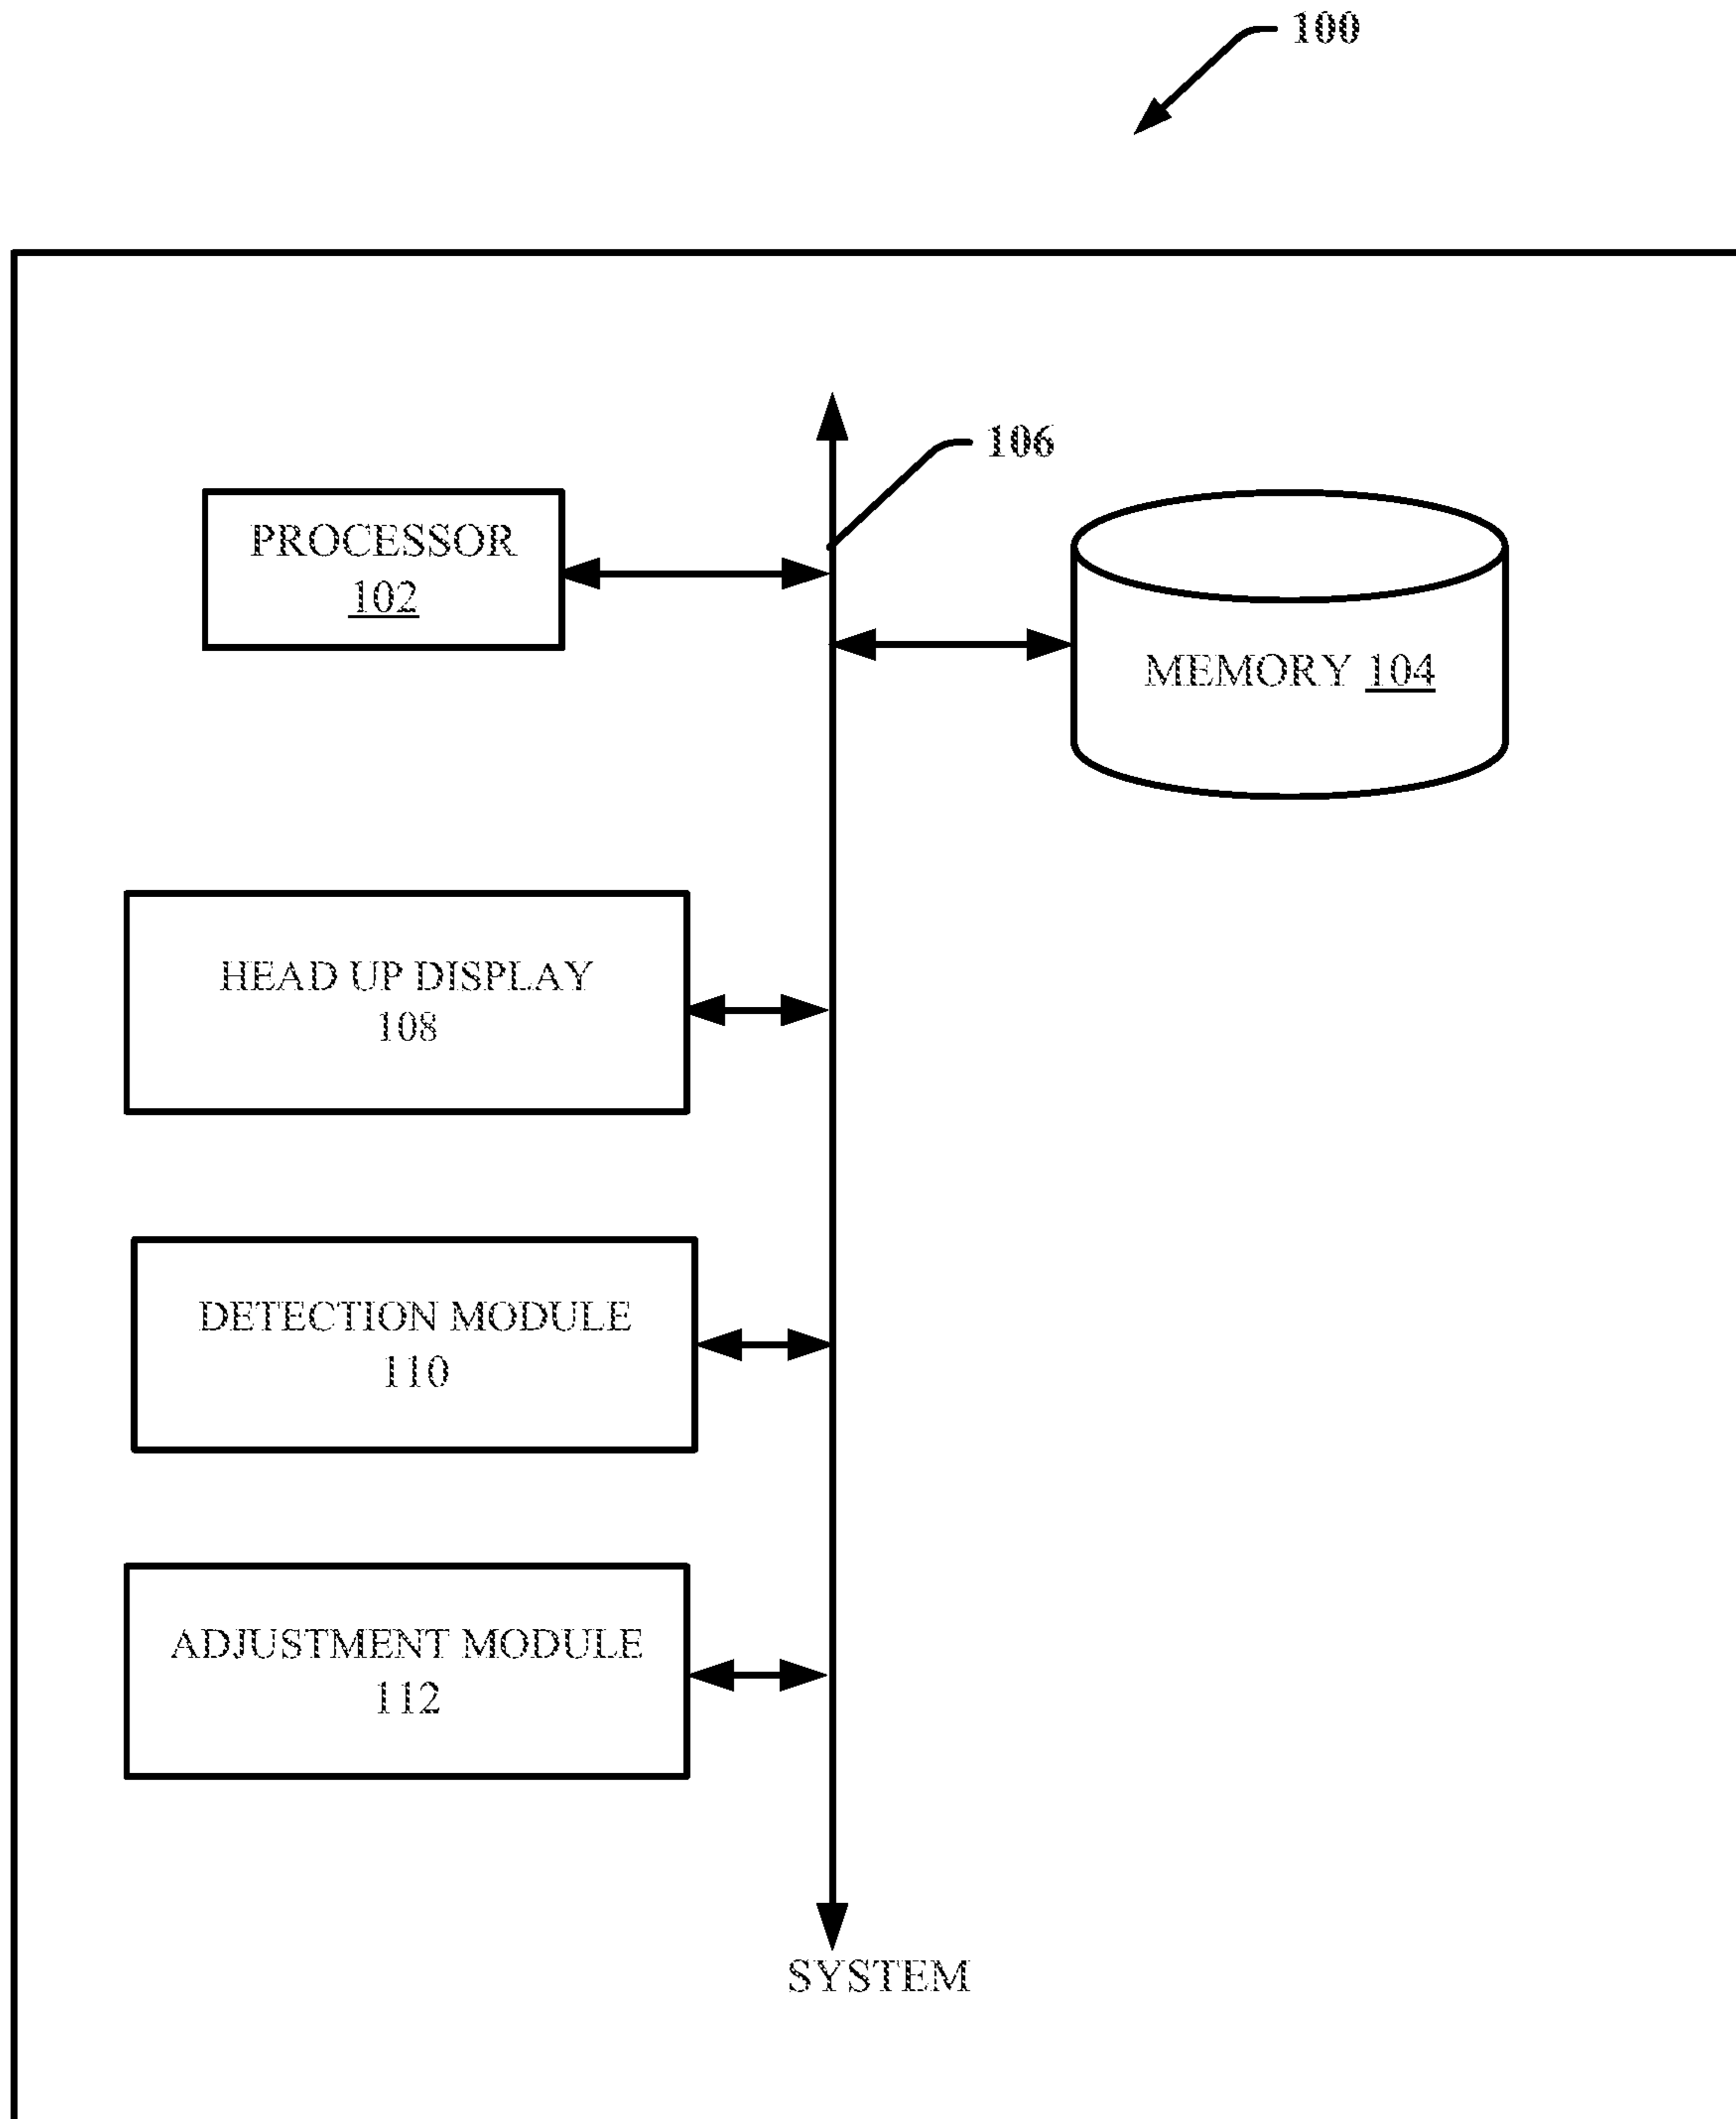 100
106
PROCESSOR
102
MEMORY 104
HEAD UP DISPLAY
108
DETECTION MODULE
110
ADJUSTMENT MODULE
112
SYSTEM